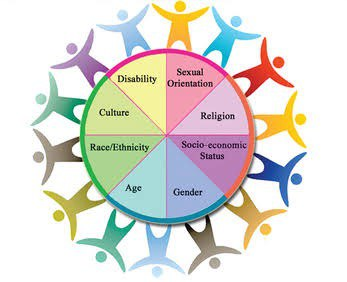 Disability
Sexual
Orientation
Culture
Religion
Race/Ethnicity
Socio-economic
Status
Age
Gender